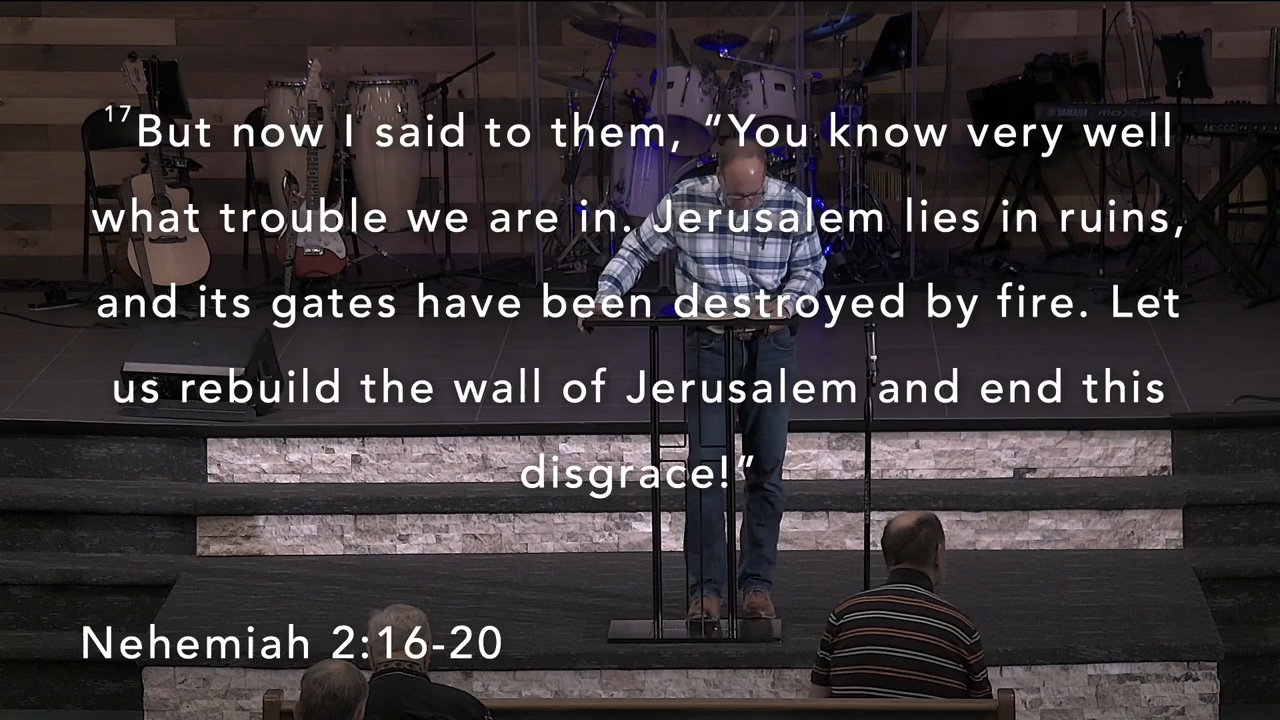 17But now I said to them, “You know very well
what trouble we are in. Jerusalem lies in ruins,
and its gates have been destroyed by fire. Let
us rebuild the wall of Jerusalem and end this
disgrace!”
Nehemiah 2:16-20
YAMAHA